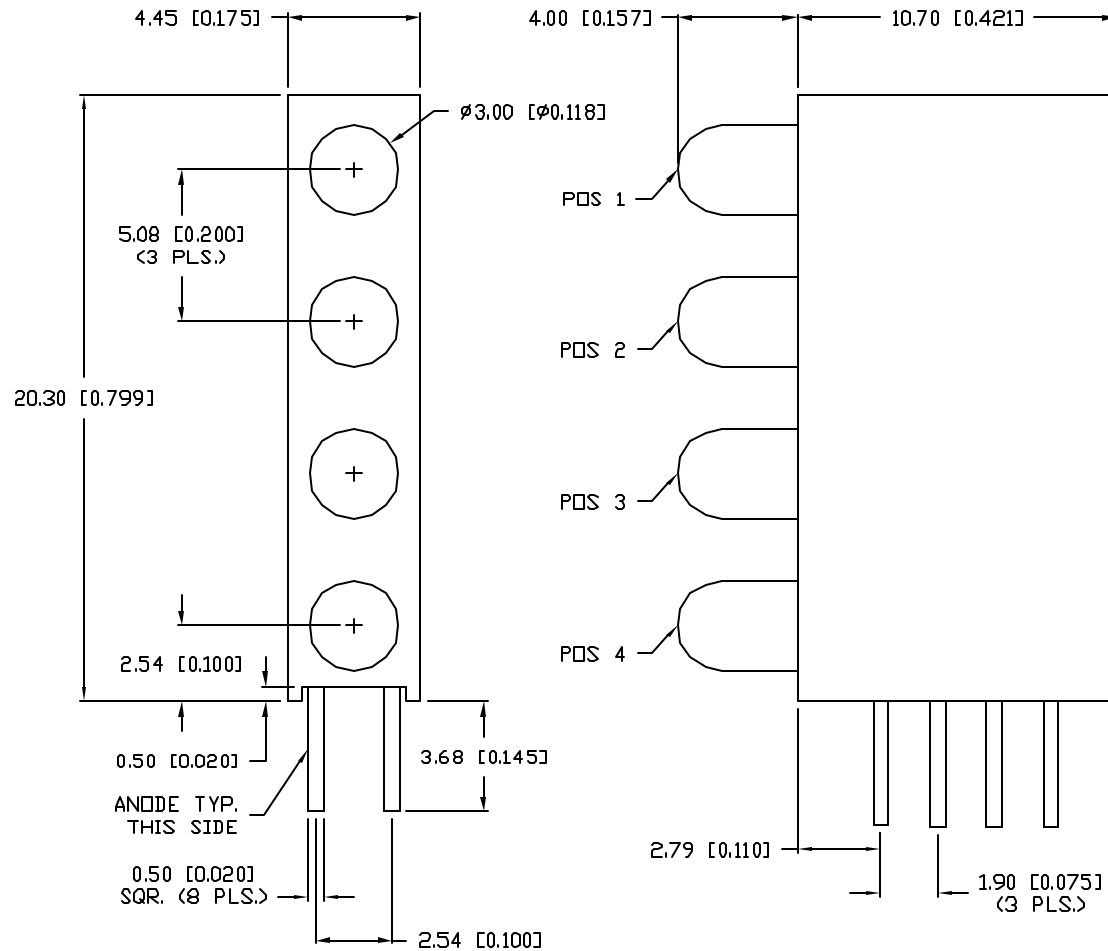 4.45 [0.175]
4.00 [0.157]
10.70 [0.421]
ø3.00 [ø0.118]
POS 1
5.08 [0.200]
(3 PLS.)
POS 2
20.30 [0.799]
POS 3
POS 4
2.54 [0.100]
0.50 [0.020]
3.68 [0.145]
ANODE TYP.
THIS SIDE
2.79 [0.110]
0.50 [0.020]
SQR. (8 PLS.)
1.90 [0.075]
(3 PLS.)
2.54 [0.100]